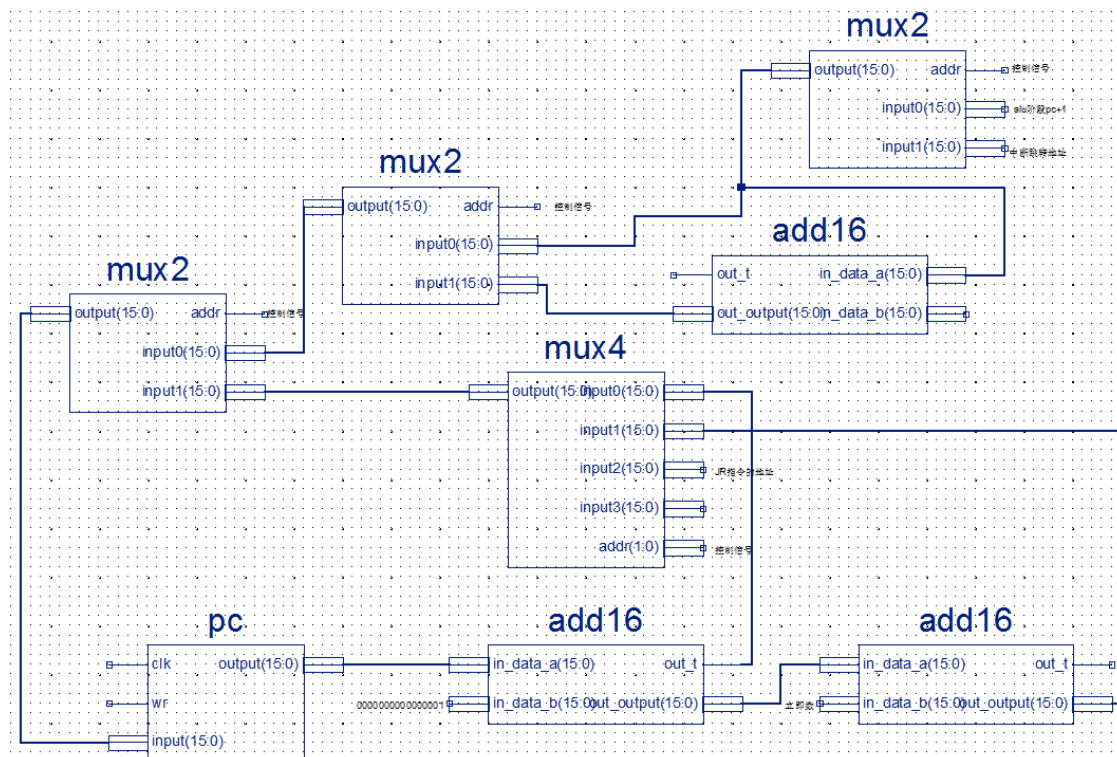 mux2
output(15:0) addr 控制信号
input0(15:0) alu阶段pc+1
input1(15:0) 中断跳转地址
mux2
output(15:0) addr 控制信号
input0(15:0)
input1(15:0)
add16
out_t in_data_a(15:0)
out_output(15:0) in_data_b(15:0)
mux2
output(15:0) addr 控制信号
input0(15:0)
input1(15:0)
mux4
output(15:0) input0(15:0)
input1(15:0)
input2(15:0) JR指令的地址
input3(15:0)
addr(1:0) 控制信号
pc
clk output(15:0)
wr
input(15:0)
add16
in_data_a(15:0) out_t
0000000000000001 in_data_b(15:0) out_output(15:0)
add16
in_data_a(15:0) out_t
立即数 in_data_b(15:0) out_output(15:0)